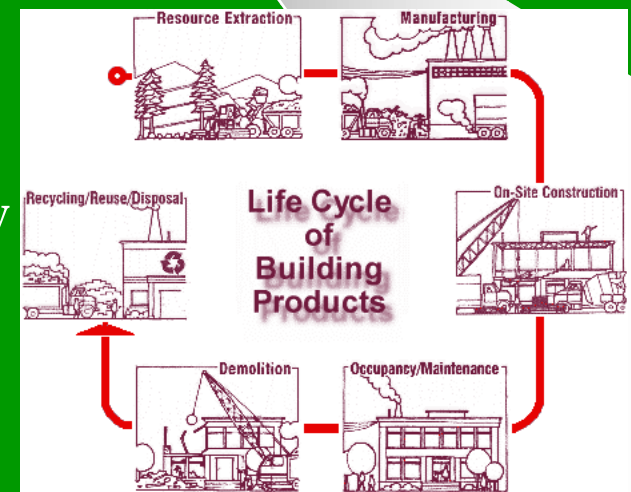 Resource Extraction
Manufacturing
On-Site Construction
Recycling/Reuse/Disposal
Life Cycle
of
Building
Products
Demolition
Occupancy/Maintenance